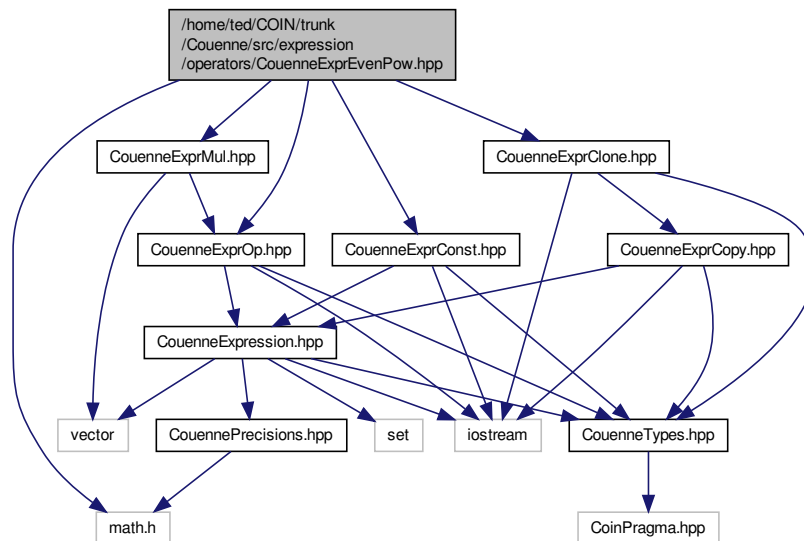 /home/ted/COIN/trunk
/Couenne/src/expression
/operators/CouenneExprEvenPow.hpp
CouenneExprMul.hpp
CouenneExprClone.hpp
CouenneExprOp.hpp
CouenneExprConst.hpp
CouenneExprCopy.hpp
CouenneExpression.hpp
vector
CouennePrecisions.hpp
set
iostream
CouenneTypes.hpp
math.h
CoinPragma.hpp